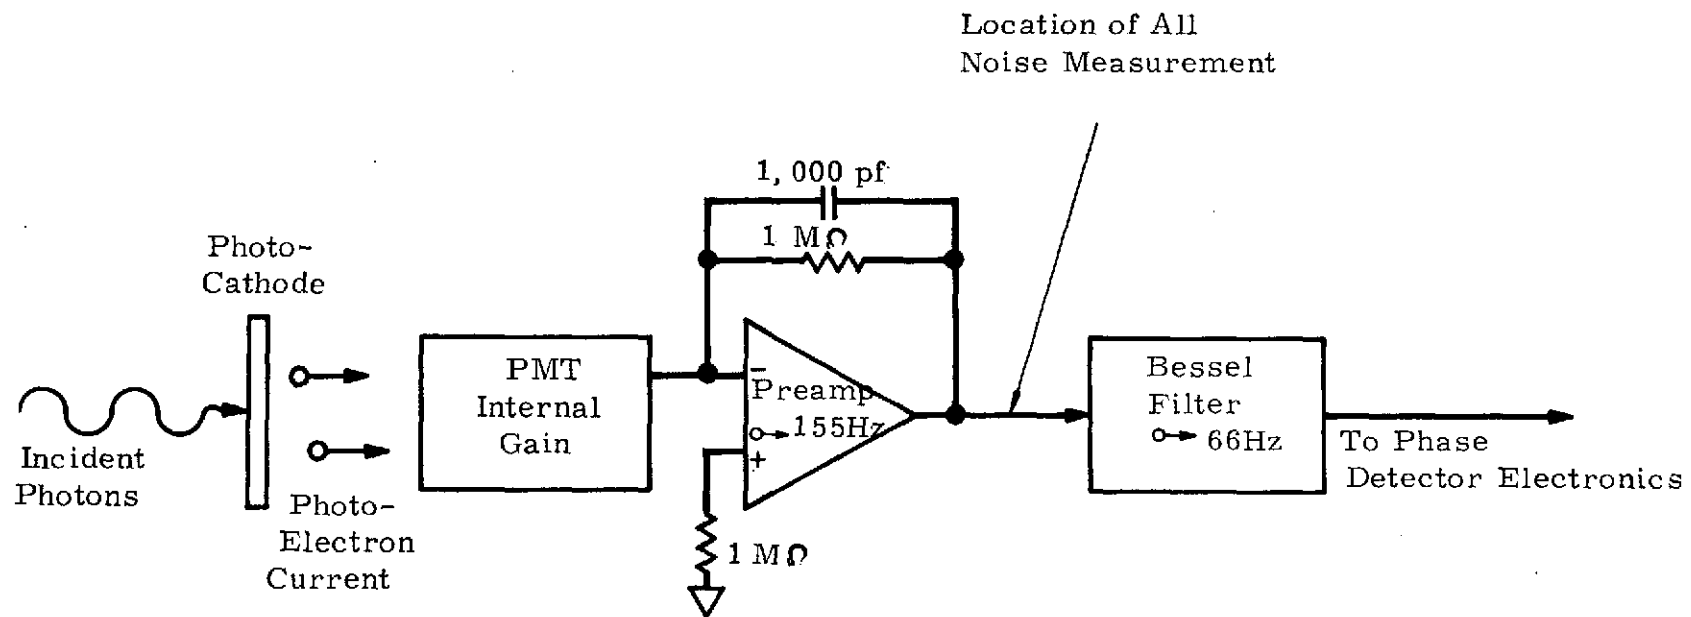 Location of All
Noise Measurement
1,000 pf
1 MΩ
Photo-
Cathode
PMT
Internal
Gain
−
Preamp
155Hz
+
Bessel
Filter
66Hz
Incident
Photons
Photo-
Electron
Current
1 MΩ
To Phase
Detector Electronics